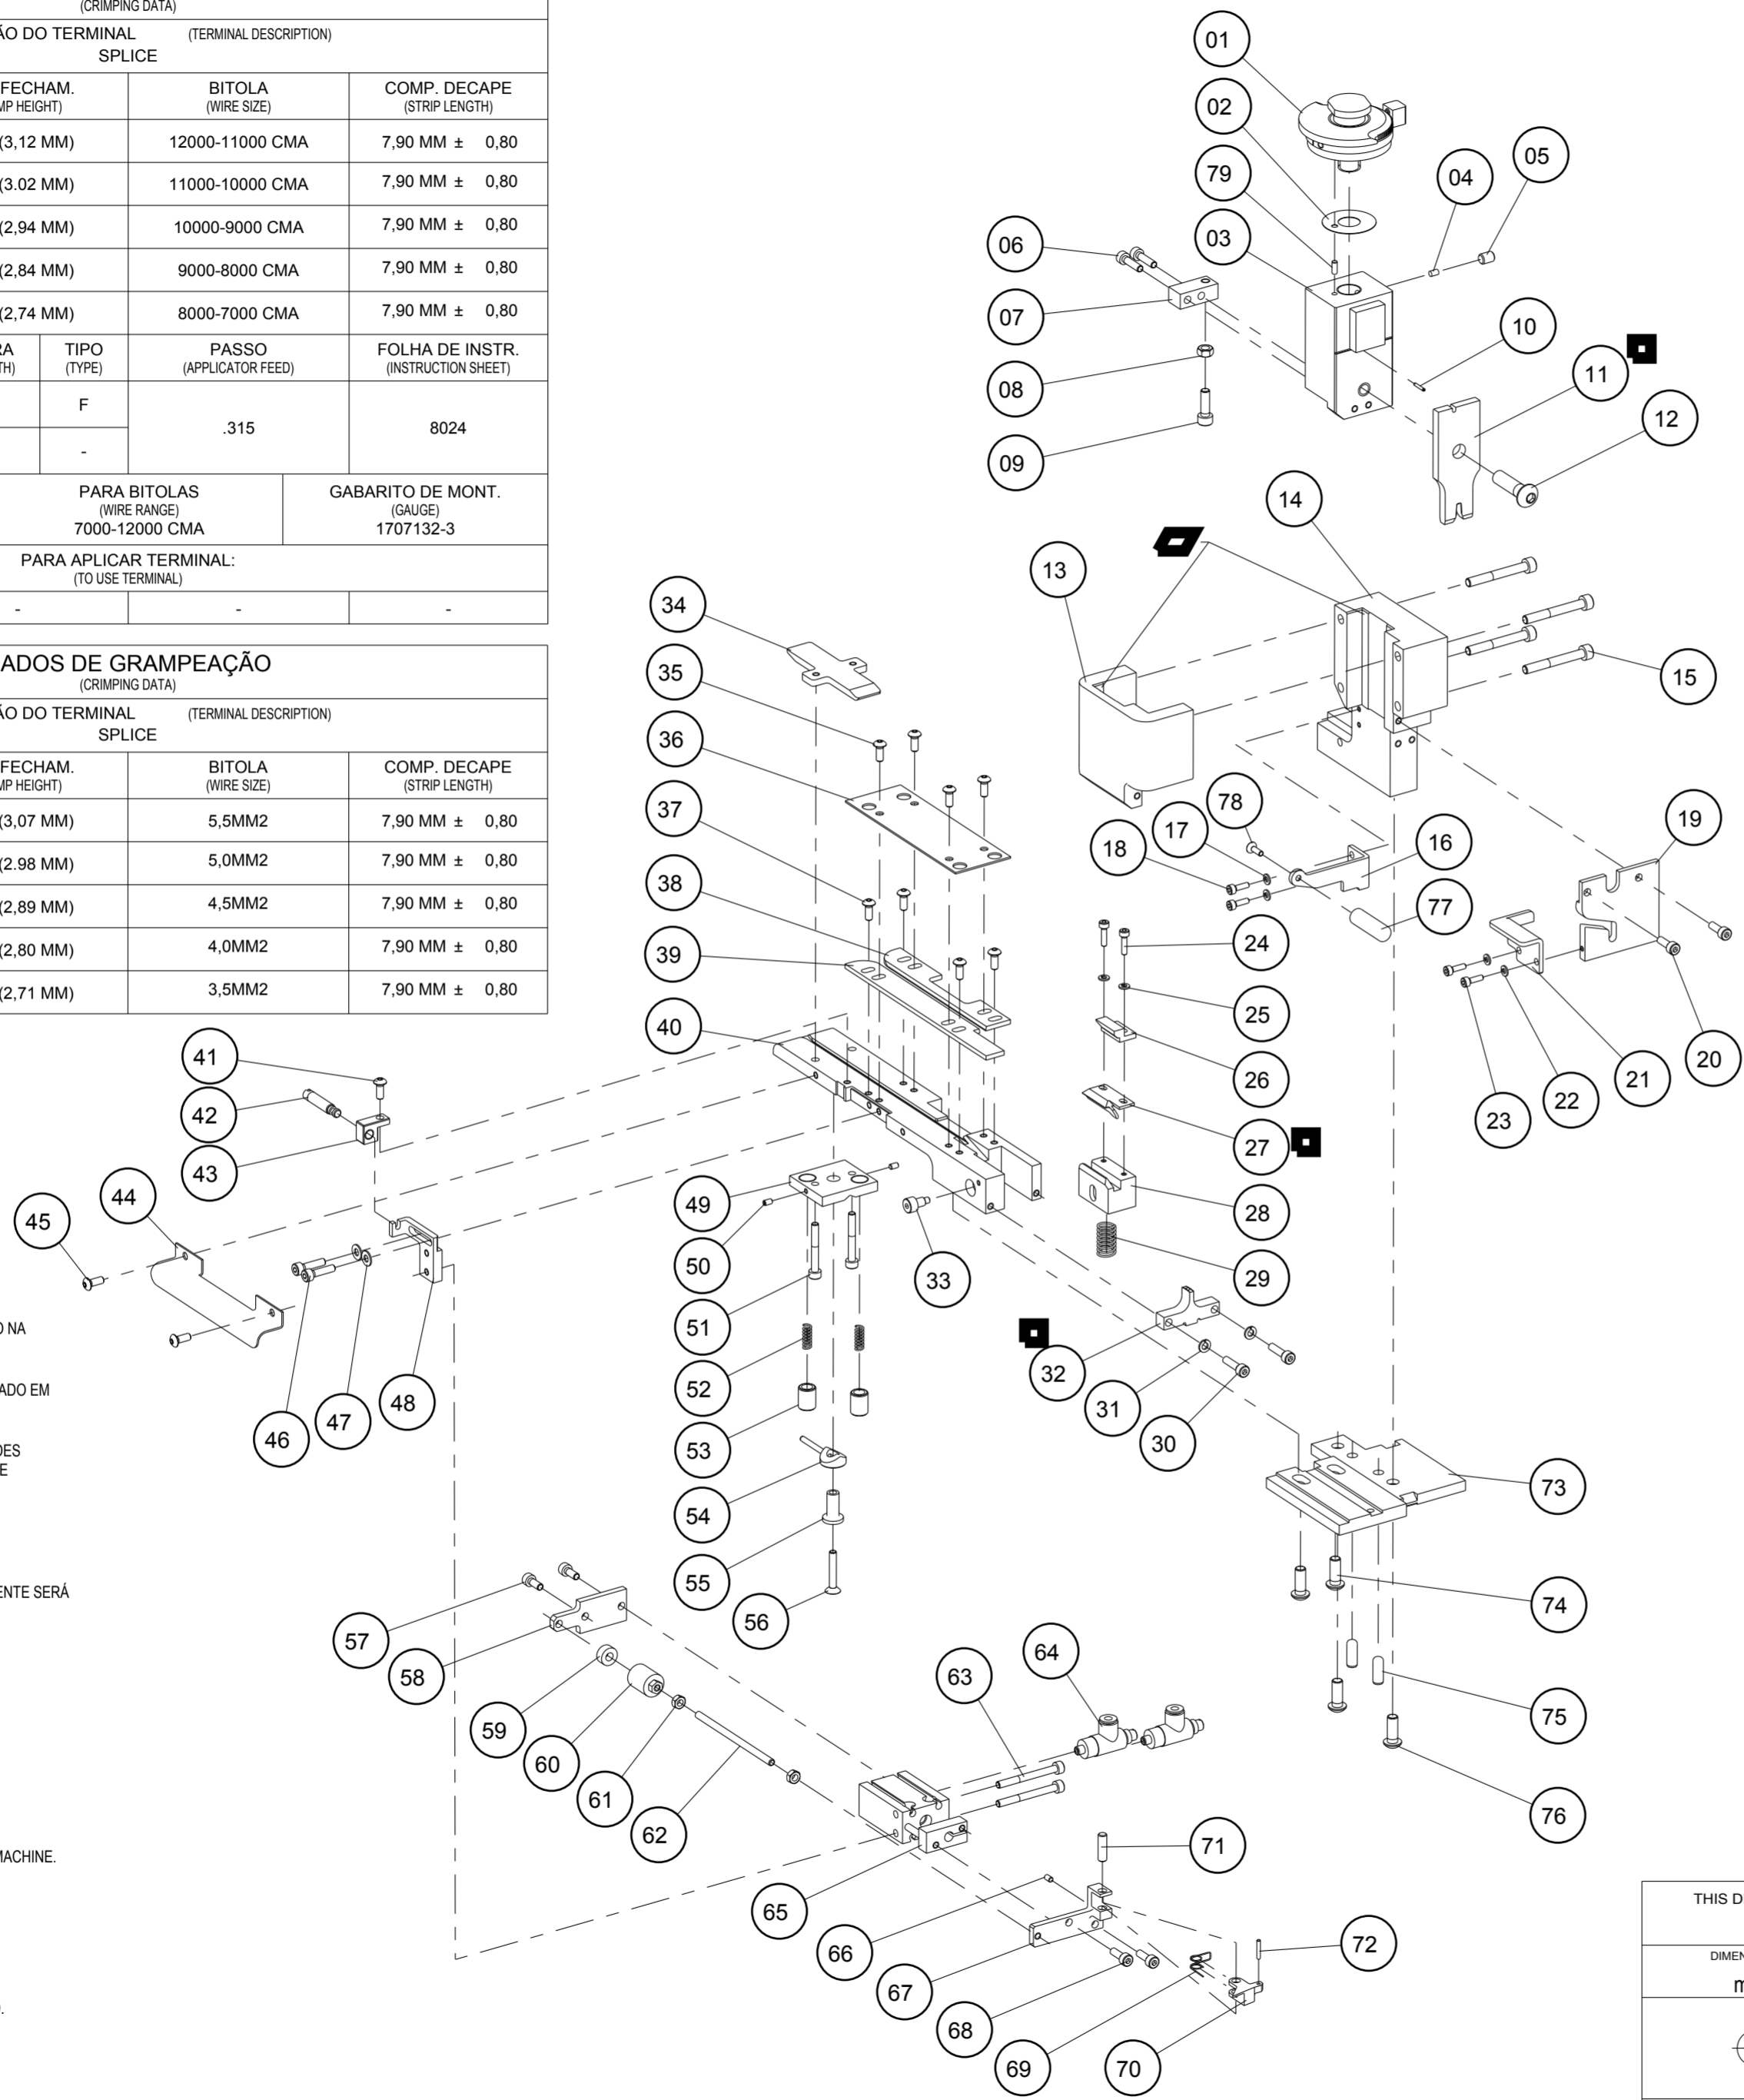 (CRIMPING DATA)
ÃO DO TERMINAL (TERMINAL DESCRIPTION)
SPLICE
FECHAM. BITOLA COMP. DECAPE
MP HEIGHT) (WIRE SIZE) (STRIP LENGTH)
(3,12 MM) 12000-11000 CMA 7,90 MM ± 0,80
(3.02 MM) 11000-10000 CMA 7,90 MM ± 0,80
(2,94 MM) 10000-9000 CMA 7,90 MM ± 0,80
(2,84 MM) 9000-8000 CMA 7,90 MM ± 0,80
(2,74 MM) 8000-7000 CMA 7,90 MM ± 0,80
RA TIPO PASSO FOLHA DE INSTR.
TH) (TYPE) (APPLICATOR FEED) (INSTRUCTION SHEET)
F
.315 8024
-
PARA BITOLAS GABARITO DE MONT.
(WIRE RANGE) (GAUGE)
7000-12000 CMA 1707132-3
PARA APLICAR TERMINAL:
(TO USE TERMINAL)
- - -
ADOS DE GRAMPEAÇÃO
(CRIMPING DATA)
ÃO DO TERMINAL (TERMINAL DESCRIPTION)
SPLICE
FECHAM. BITOLA COMP. DECAPE
MP HEIGHT) (WIRE SIZE) (STRIP LENGTH)
(3,07 MM) 5,5MM2 7,90 MM ± 0,80
(2.98 MM) 5,0MM2 7,90 MM ± 0,80
(2,89 MM) 4,5MM2 7,90 MM ± 0,80
(2,80 MM) 4,0MM2 7,90 MM ± 0,80
(2,71 MM) 3,5MM2 7,90 MM ± 0,80
O NA
ADO EM
DES
E
ENTE SERÁ
MACHINE.
).
01
02
79
03
04
05
06
07
08
09
10
11
12
13
14
15
78
17
18
16
77
19
20
21
22
23
24
25
26
27
28
29
30
31
32
33
34
35
36
37
38
39
40
41
42
43
44
45
46
47
48
49
50
51
52
53
54
55
56
57
58
59
60
61
62
63
64
65
66
67
68
69
70
71
72
73
74
75
76
THIS D
DIMEN
m